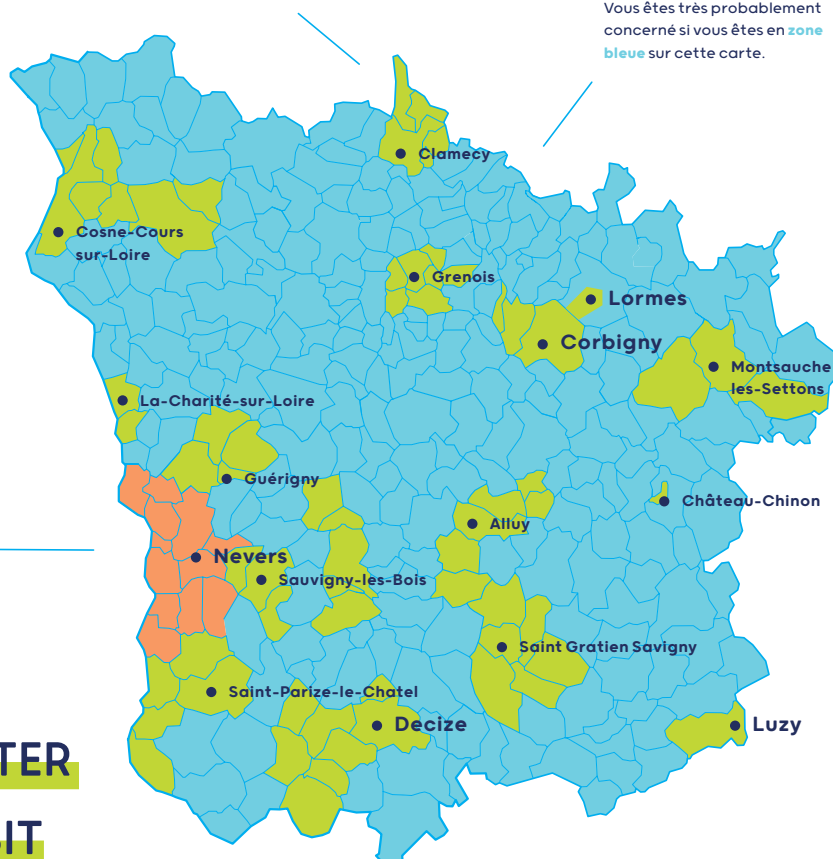 Vous êtes très probablement
concerné si vous êtes en zone
bleue sur cette carte.
Clamecy
Cosne-Cours
sur-Loire
Grenois
Lormes
Corbigny
Montsauche
les-Settons
La-Charité-sur-Loire
Guérigny
Château-Chinon
Alluy
Nevers
Sauvigny-les-Bois
Saint Gratien Savigny
Saint-Parize-le-Chatel
Decize
Luzy
TER
IT